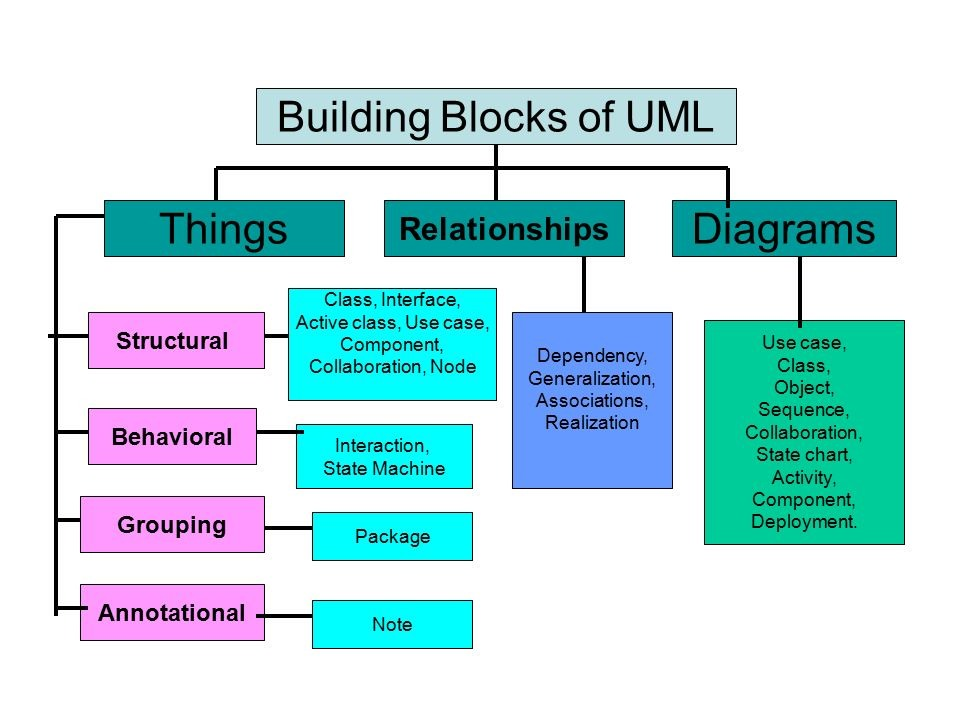 Building Blocks of UML
Things
Relationships
Diagrams
Structural
Class, Interface,
Active class, Use case,
Component,
Collaboration, Node
Behavioral
Interaction,
State Machine
Grouping
Package
Annotational
Note
Dependency,
Generalization,
Associations,
Realization
Use case,
Class,
Object,
Sequence,
Collaboration,
State chart,
Activity,
Component,
Deployment.